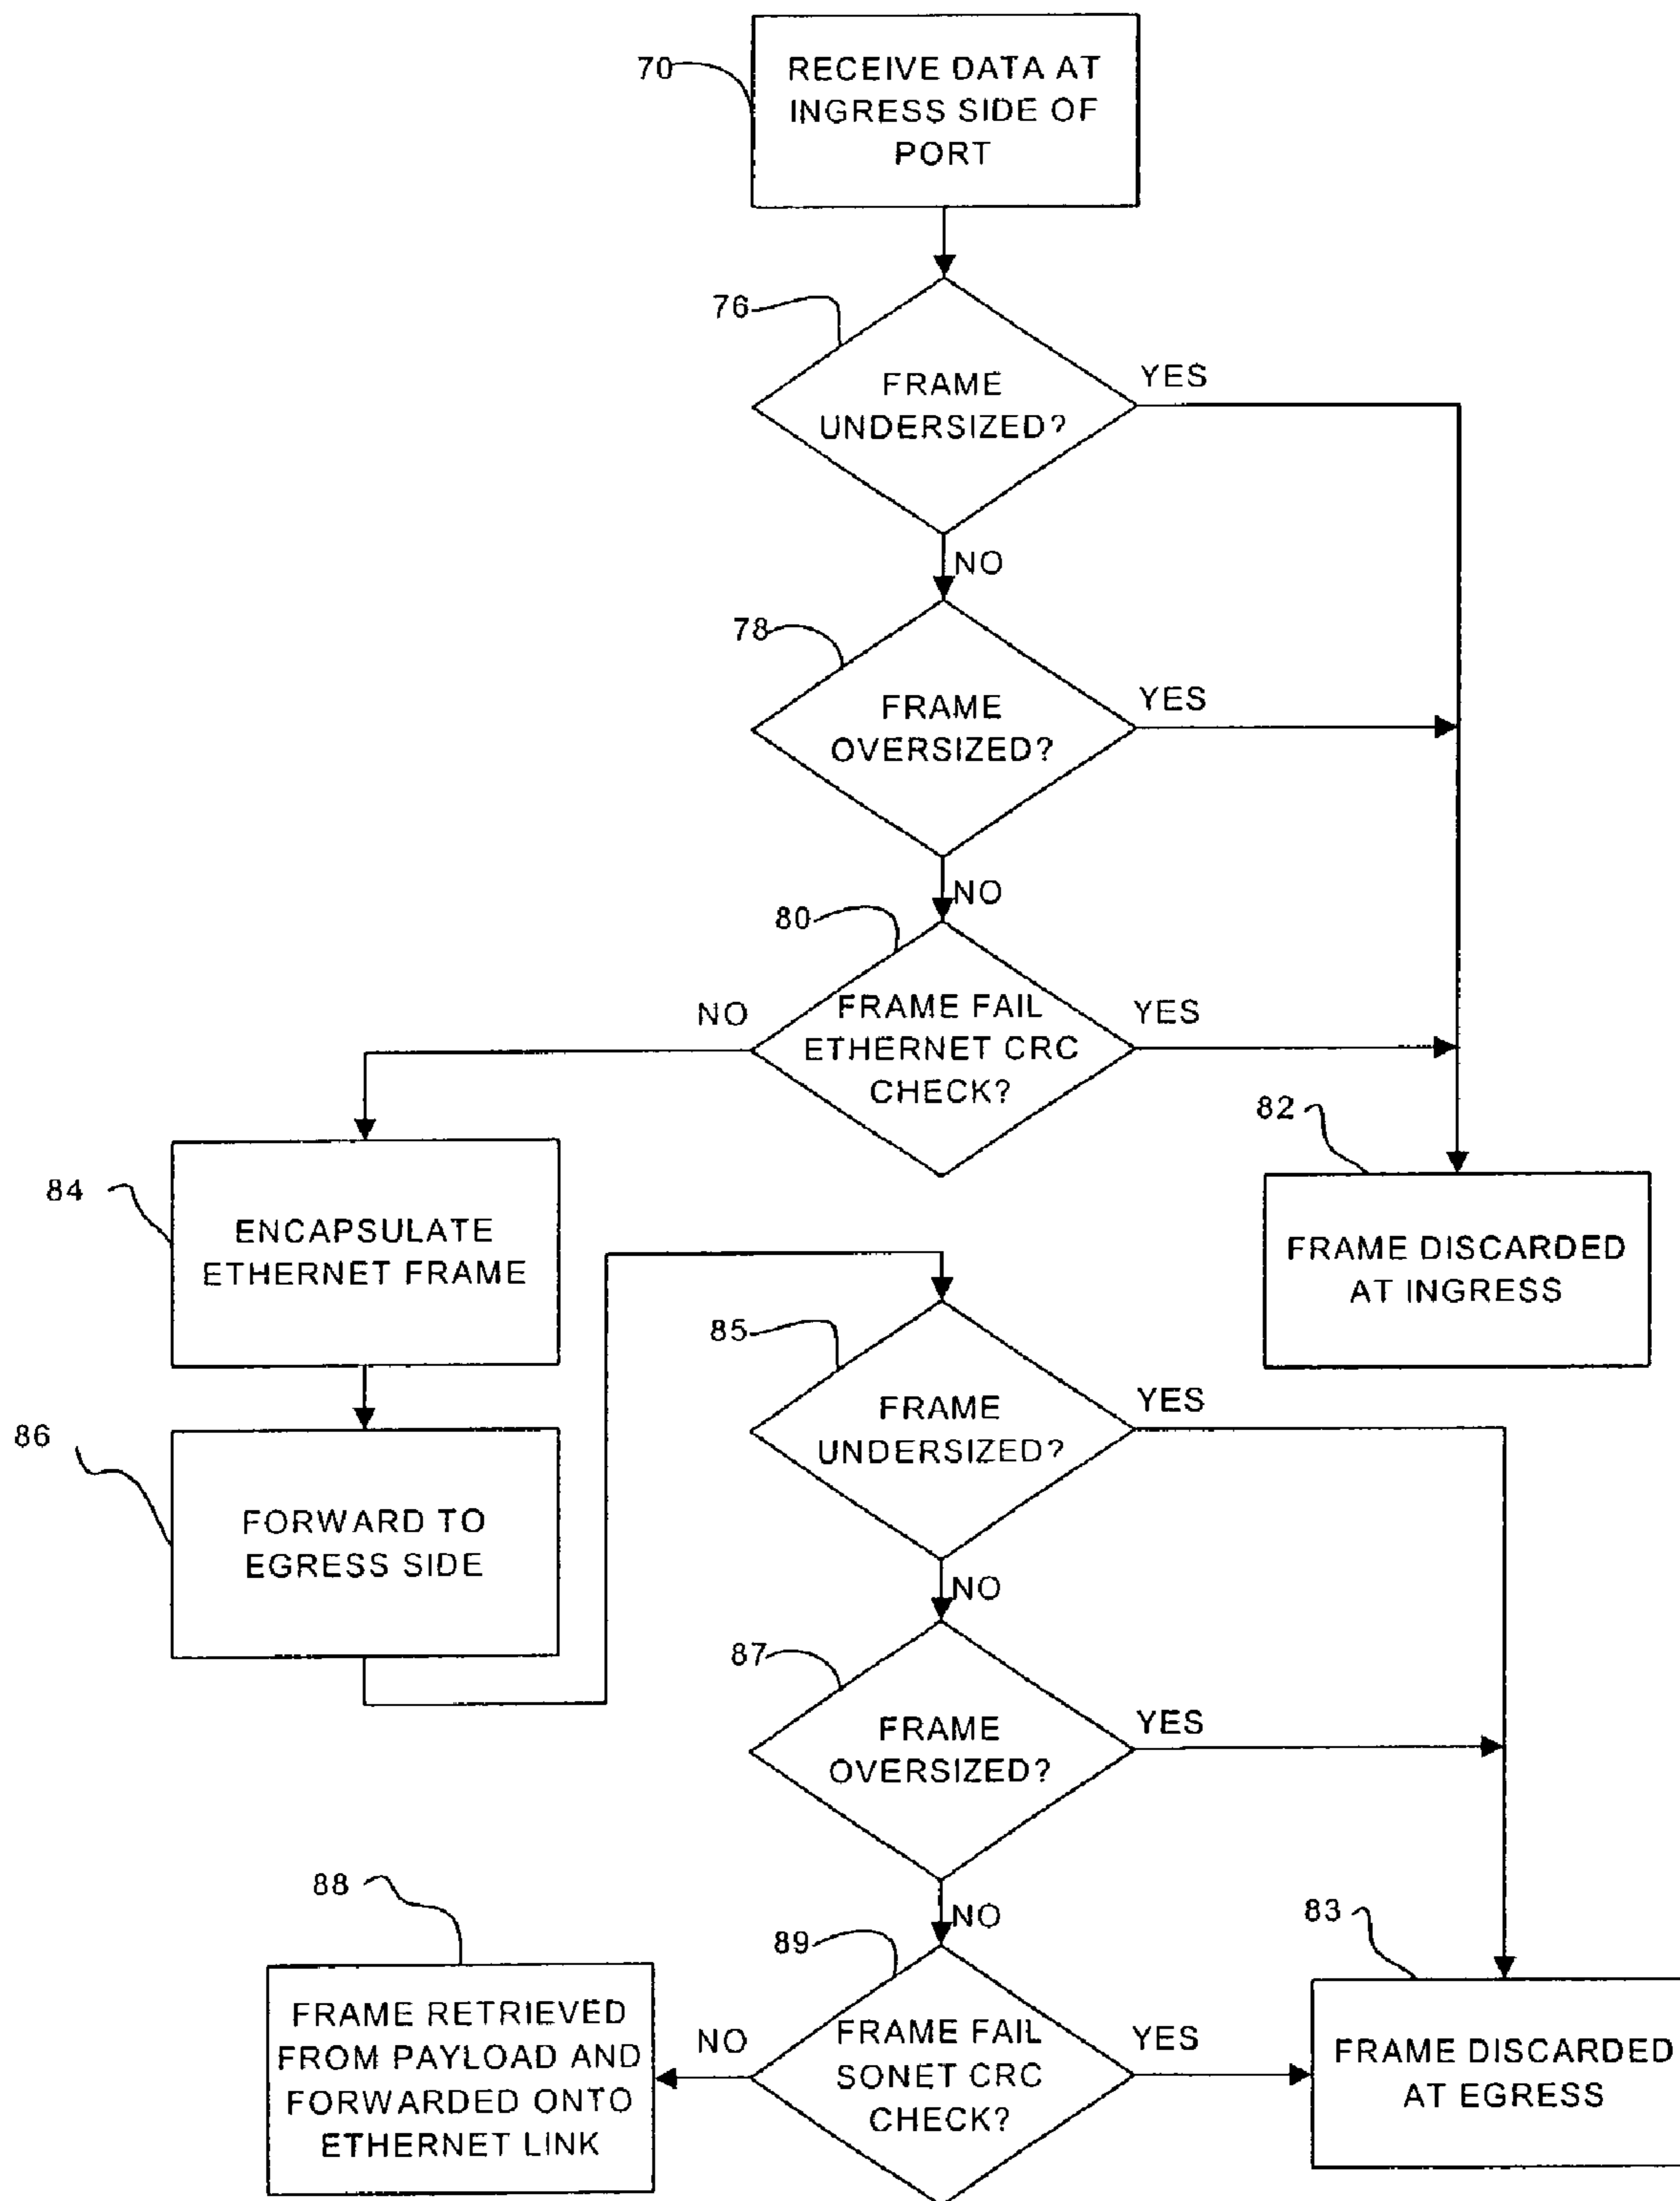 70
RECEIVE DATA AT
INGRESS SIDE OF
PORT
76
FRAME
UNDERSIZED?
YES
NO
78
FRAME
OVERSIZED?
YES
NO
80
FRAME FAIL
ETHERNET CRC
CHECK?
NO
YES
82
FRAME DISCARDED
AT INGRESS
84
ENCAPSULATE
ETHERNET FRAME
86
FORWARD TO
EGRESS SIDE
85
FRAME
UNDERSIZED?
YES
NO
87
FRAME
OVERSIZED?
YES
NO
89
FRAME FAIL
SONET CRC
CHECK?
NO
YES
88
FRAME RETRIEVED
FROM PAYLOAD AND
FORWARDED ONTO
ETHERNET LINK
83
FRAME DISCARDED
AT EGRESS